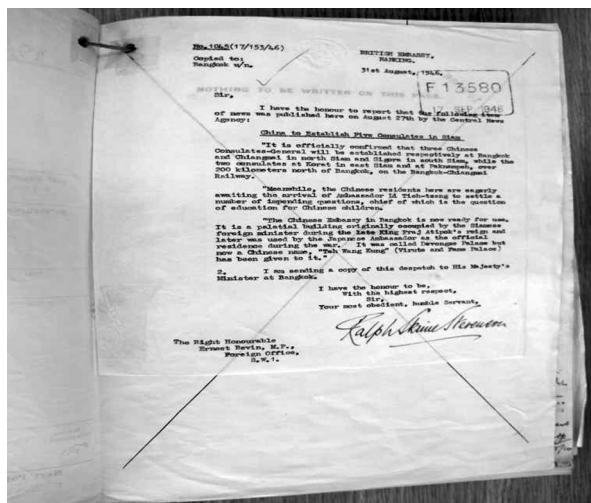 No.1045(17/153/46)
BRITISH EMBASSY,
NANKING.
Copied to:
Bangkok u/n.
31st August, 1946.
F 13580
17 SEP 1946
NOTHING TO BE WRITTEN ON THIS PAGE.
Sir,
I have the honour to report that the following item
of news was published here on August 27th by the Central News
Agency:
China to Establish Five Consulates in Siam
"It is officially confirmed that three Chinese
Consulates-General will be established respectively at Bangkok
and Chiangmai in north Siam and Sigora in south Siam, while the
two consulates at Korat in east Siam and at Paknampoh, over
200 kilometers north of Bangkok, on the Bangkok-Chiangmai
Railway.
"Meanwhile, the Chinese residents here are eagerly
awaiting the arrival of Ambassador Li Tieh-tseng to settle a
number of impending questions, chief of which is the question
of education for Chinese children.
"The Chinese Embassy in Bangkok is now ready for use.
It is a palatial building originally occupied by the Siamese
foreign minister during the late King Praj Atipok's reign and
later was used by the Japanese Ambassador as the official
residence during the war. It was called Devongse Palace but
now a Chinese name, "Teh Wang Kung" (Virute and Fame Palace)
has been given to it."
2. I am sending a copy of this despatch to His Majesty's
Minister at Bangkok.
I have the honour to be,
With the highest respect,
Sir,
Your most obedient, humble Servant,
Ralph Skrine Stevenson
The Right Honourable
Ernest Bevin, M.P.,
Foreign Office,
S.W.1.